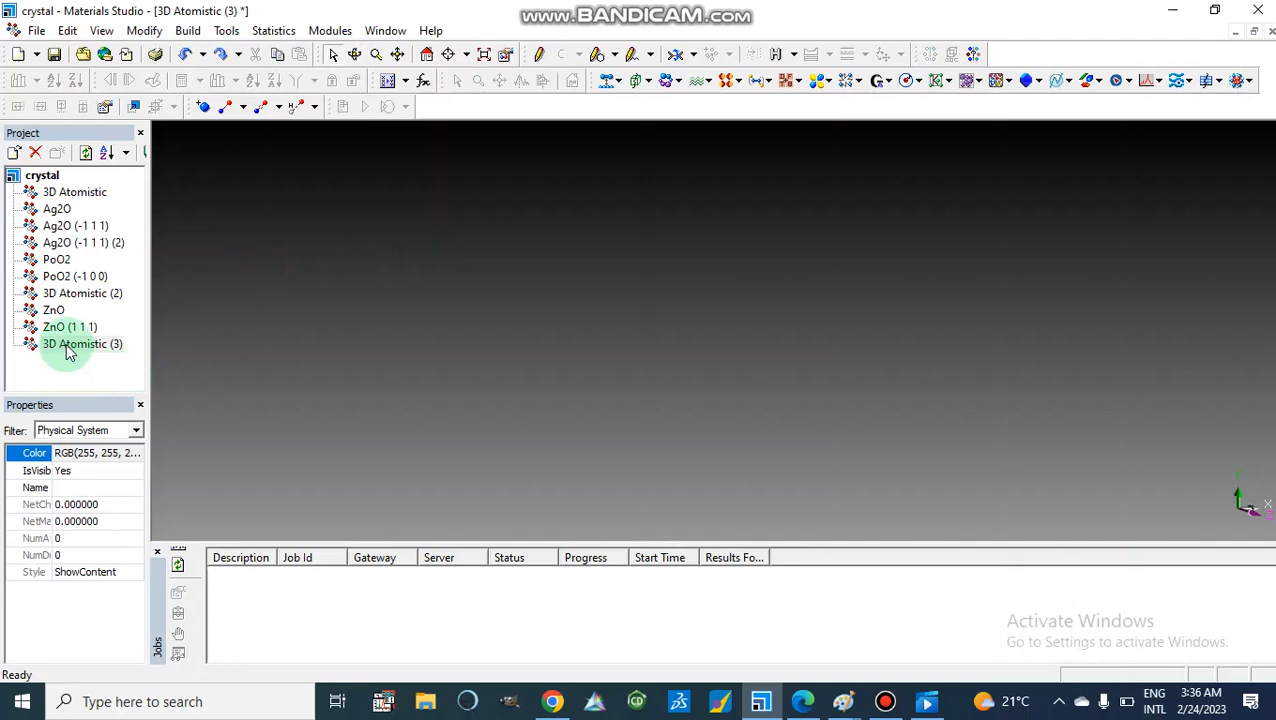 crystal - Materials Studio - [3D Atomistic (3) *]
www.BANDICAM.com
File Edit View Modify Build Tools Statistics Modules Window Help
Project
crystal
3D Atomistic
Ag2O
Ag2O (-1 1 1)
Ag2O (-1 1 1) (2)
PoO2
PoO2 (-1 0 0)
3D Atomistic (2)
ZnO
ZnO (1 1 1)
3D Atomistic (3)
Properties
Filter: Physical System
Color RGB(255, 255, 2...
IsVisib Yes
Name
NetCh 0.000000
NetMa 0.000000
NumA 0
NumDi 0
Style ShowContent
Y
X
Z
Jobs
Description Job Id Gateway Server Status Progress Start Time Results Fo...
Activate Windows
Go to Settings to activate Windows.
Ready
Type here to search
21°C
ENG
INTL
3:36 AM
2/24/2023